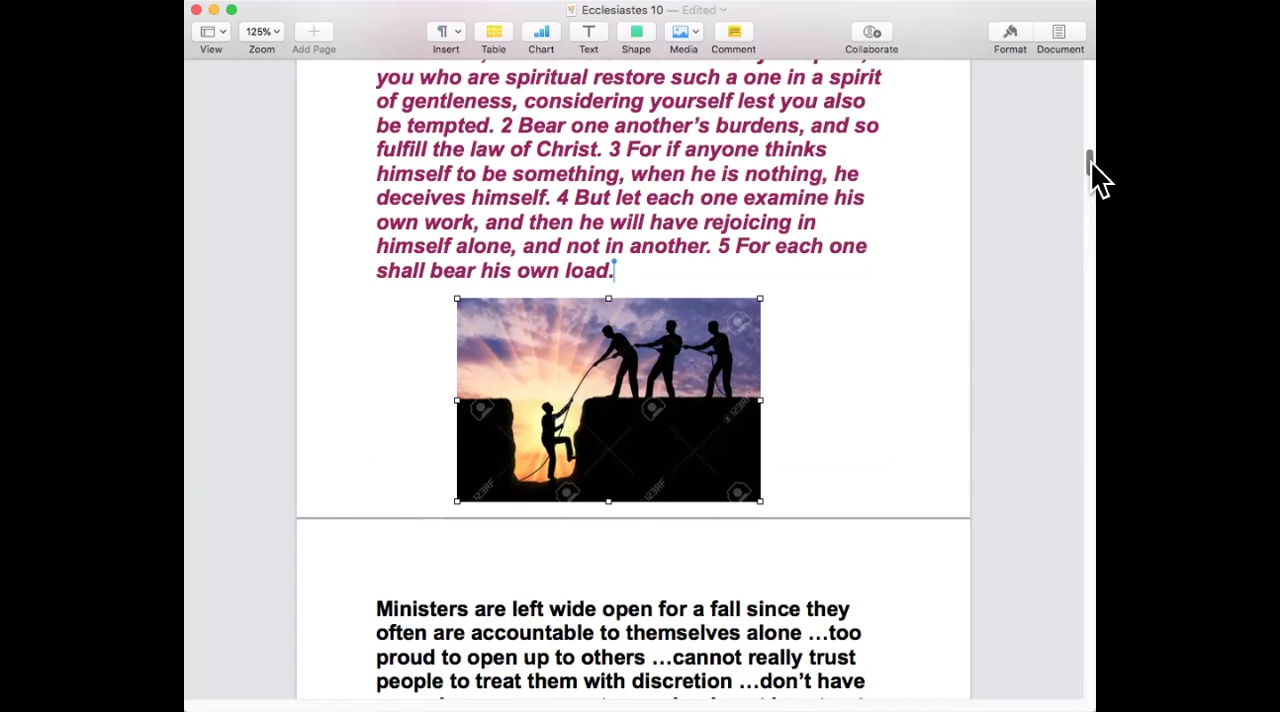 Ecclesiastes 10 — Edited
125%
View
Zoom
Add Page
Insert
Table
Chart
Text
Shape
Media
Comment
Collaborate
Format
Document
you who are spiritual restore such a one in a spirit
of gentleness, considering yourself lest you also
be tempted. 2 Bear one another’s burdens, and so
fulfill the law of Christ. 3 For if anyone thinks
himself to be something, when he is nothing, he
deceives himself. 4 But let each one examine his
own work, and then he will have rejoicing in
himself alone, and not in another. 5 For each one
shall bear his own load.
123RF
123RF
123RF
Ministers are left wide open for a fall since they
often are accountable to themselves alone …too
proud to open up to others …cannot really trust
people to treat them with discretion …don’t have